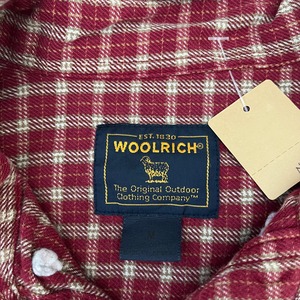 EST. 1830
WOOLRICH®
The Original Outdoor
Clothing Company™